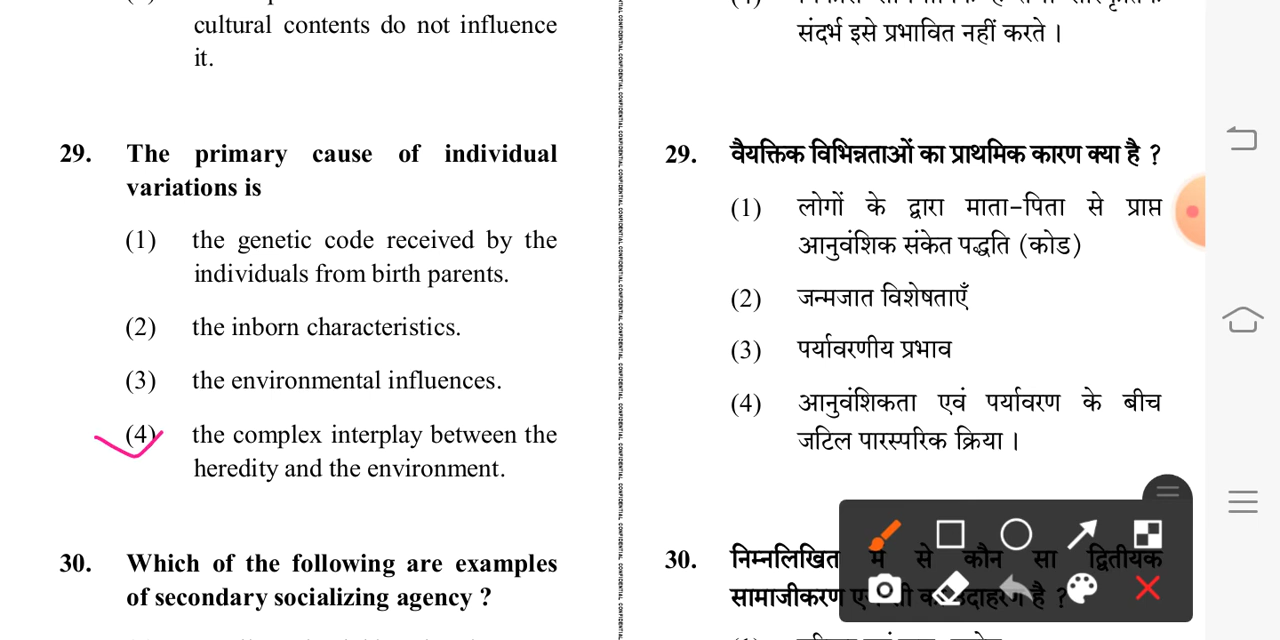 cultural contents do not influence
it.
29. The primary cause of individual
variations is
(1) the genetic code received by the
individuals from birth parents.
(2) the inborn characteristics.
(3) the environmental influences.
(4) the complex interplay between the
heredity and the environment.
30. Which of the following are examples
of secondary socializing agency ?
संदर्भ इसे प्रभावित नहीं करते ।
29. वैयक्तिक विभिन्नताओं का प्राथमिक कारण क्या है ?
(1) लोगों के द्वारा माता-पिता से प्राप्त
आनुवंशिक संकेत पद्धति (कोड)
(2) जन्मजात विशेषताएँ
(3) पर्यावरणीय प्रभाव
(4) आनुवंशिकता एवं पर्यावरण के बीच
जटिल पारस्परिक क्रिया ।
30. निम्नलिखित में से कौन सा द्वितीयक
सामाजीकरण है ?